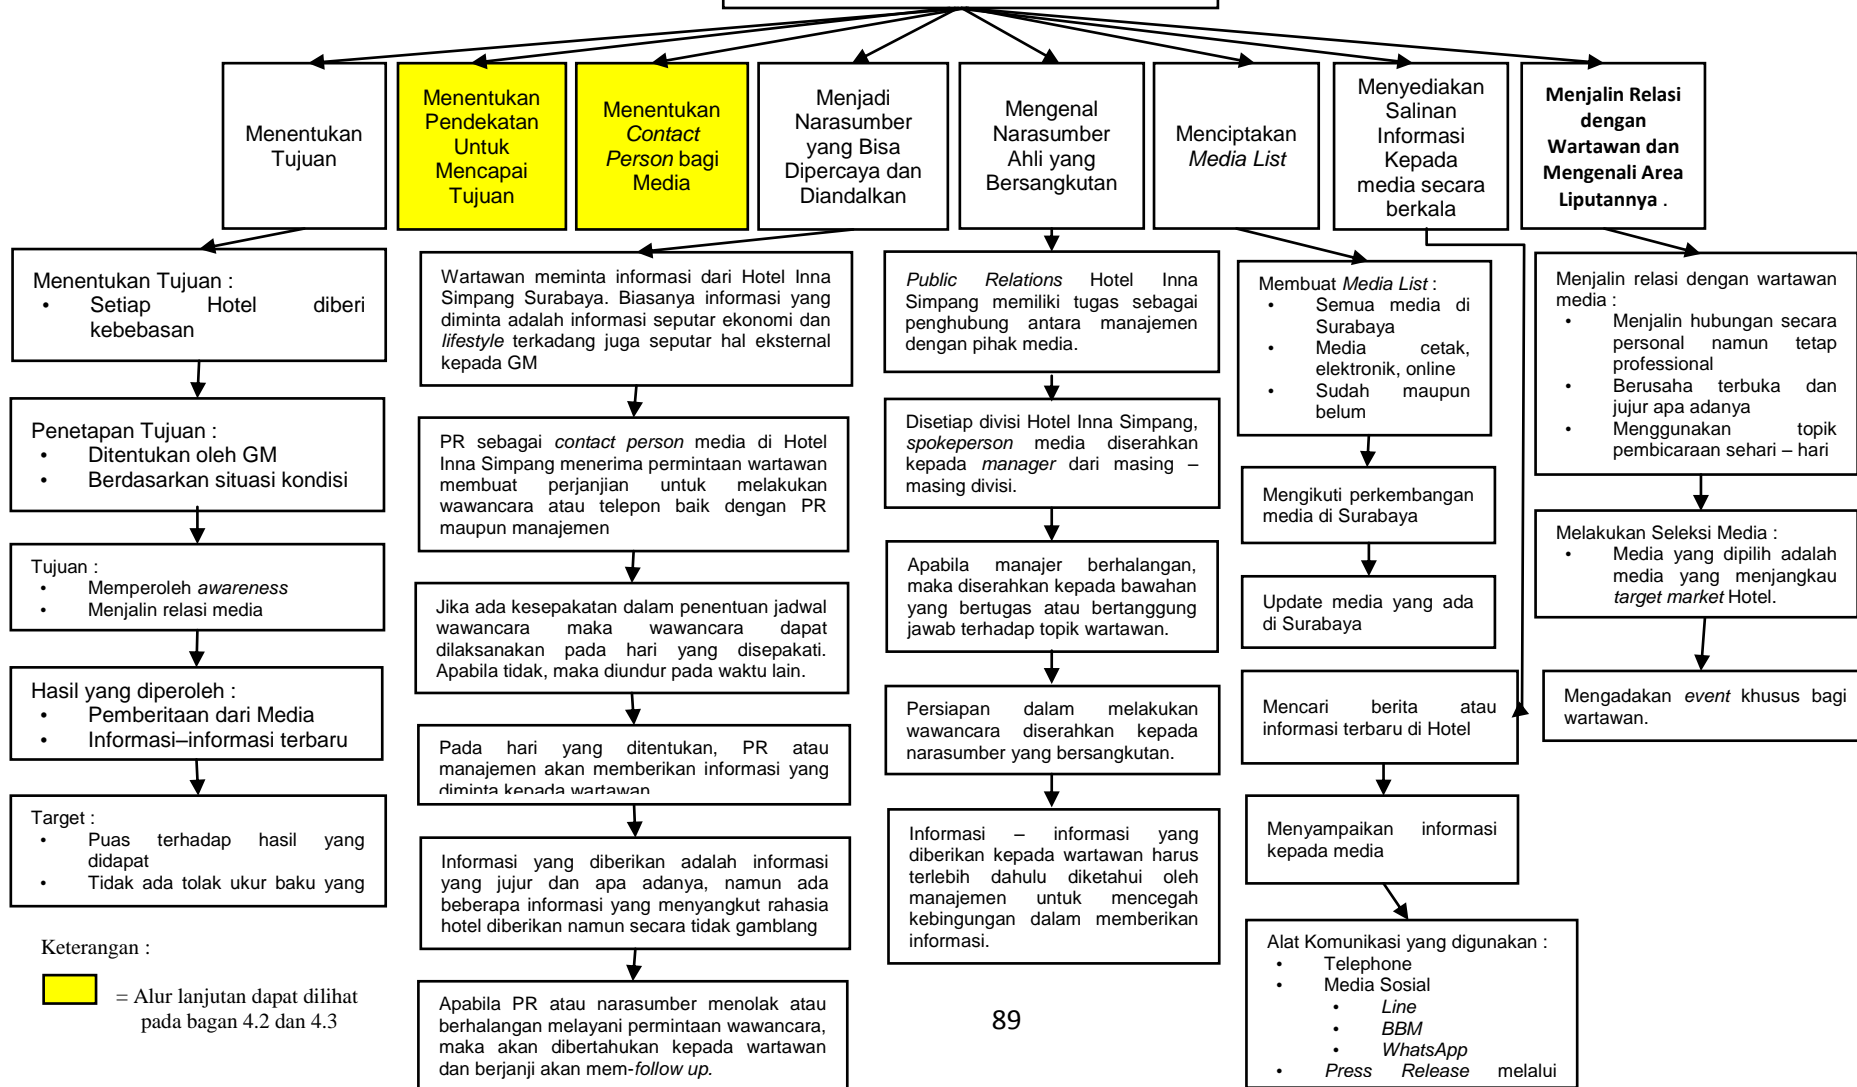 Menentukan
Tujuan
Menentukan
Pendekatan
Untuk
Mencapai
Tujuan
Menentukan
Contact
Person bagi
Media
Menjadi
Narasumber
yang Bisa
Dipercaya dan
Diandalkan
Mengenal
Narasumber
Ahli yang
Bersangkutan
Menciptakan
Media List
Menyediakan
Salinan
Informasi
Kepada
media secara
berkala
Menjalin Relasi
dengan
Wartawan dan
Mengenali Area
Liputannya .
Menentukan Tujuan :
• Setiap Hotel diberi
kebebasan
Penetapan Tujuan :
• Ditentukan oleh GM
• Berdasarkan situasi kondisi
Tujuan :
• Memperoleh awareness
• Menjalin relasi media
Hasil yang diperoleh :
• Pemberitaan dari Media
• Informasi–informasi terbaru
Target :
• Puas terhadap hasil yang
didapat
• Tidak ada tolak ukur baku yang
Wartawan meminta informasi dari Hotel Inna
Simpang Surabaya. Biasanya informasi yang
diminta adalah informasi seputar ekonomi dan
lifestyle terkadang juga seputar hal eksternal
kepada GM
PR sebagai contact person media di Hotel
Inna Simpang menerima permintaan wartawan
membuat perjanjian untuk melakukan
wawancara atau telepon baik dengan PR
maupun manajemen
Jika ada kesepakatan dalam penentuan jadwal
wawancara maka wawancara dapat
dilaksanakan pada hari yang disepakati.
Apabila tidak, maka diundur pada waktu lain.
Pada hari yang ditentukan, PR atau
manajemen akan memberikan informasi yang
diminta kepada wartawan
Informasi yang diberikan adalah informasi
yang jujur dan apa adanya, namun ada
beberapa informasi yang menyangkut rahasia
hotel diberikan namun secara tidak gamblang
Apabila PR atau narasumber menolak atau
berhalangan melayani permintaan wawancara,
maka akan dibertahukan kepada wartawan
dan berjanji akan mem-follow up.
Public Relations Hotel Inna
Simpang memiliki tugas sebagai
penghubung antara manajemen
dengan pihak media.
Disetiap divisi Hotel Inna Simpang,
spokeperson media diserahkan
kepada manager dari masing –
masing divisi.
Apabila manajer berhalangan,
maka diserahkan kepada bawahan
yang bertugas atau bertanggung
jawab terhadap topik wartawan.
Persiapan dalam melakukan
wawancara diserahkan kepada
narasumber yang bersangkutan.
Informasi – informasi yang
diberikan kepada wartawan harus
terlebih dahulu diketahui oleh
manajemen untuk mencegah
kebingungan dalam memberikan
informasi.
Membuat Media List :
• Semua media di
Surabaya
• Media cetak,
elektronik, online
• Sudah maupun
belum
Mengikuti perkembangan
media di Surabaya
Update media yang ada
di Surabaya
Mencari berita atau
informasi terbaru di Hotel
Menyampaikan informasi
kepada media
Alat Komunikasi yang digunakan :
• Telephone
• Media Sosial
• Line
• BBM
• WhatsApp
• Press Release melalui
Menjalin relasi dengan wartawan
media :
• Menjalin hubungan secara
personal namun tetap
professional
• Berusaha terbuka dan
jujur apa adanya
• Menggunakan topik
pembicaraan sehari – hari
Melakukan Seleksi Media :
• Media yang dipilih adalah
media yang menjangkau
target market Hotel.
Mengadakan event khusus bagi
wartawan.
Keterangan :
= Alur lanjutan dapat dilihat
pada bagan 4.2 dan 4.3
89